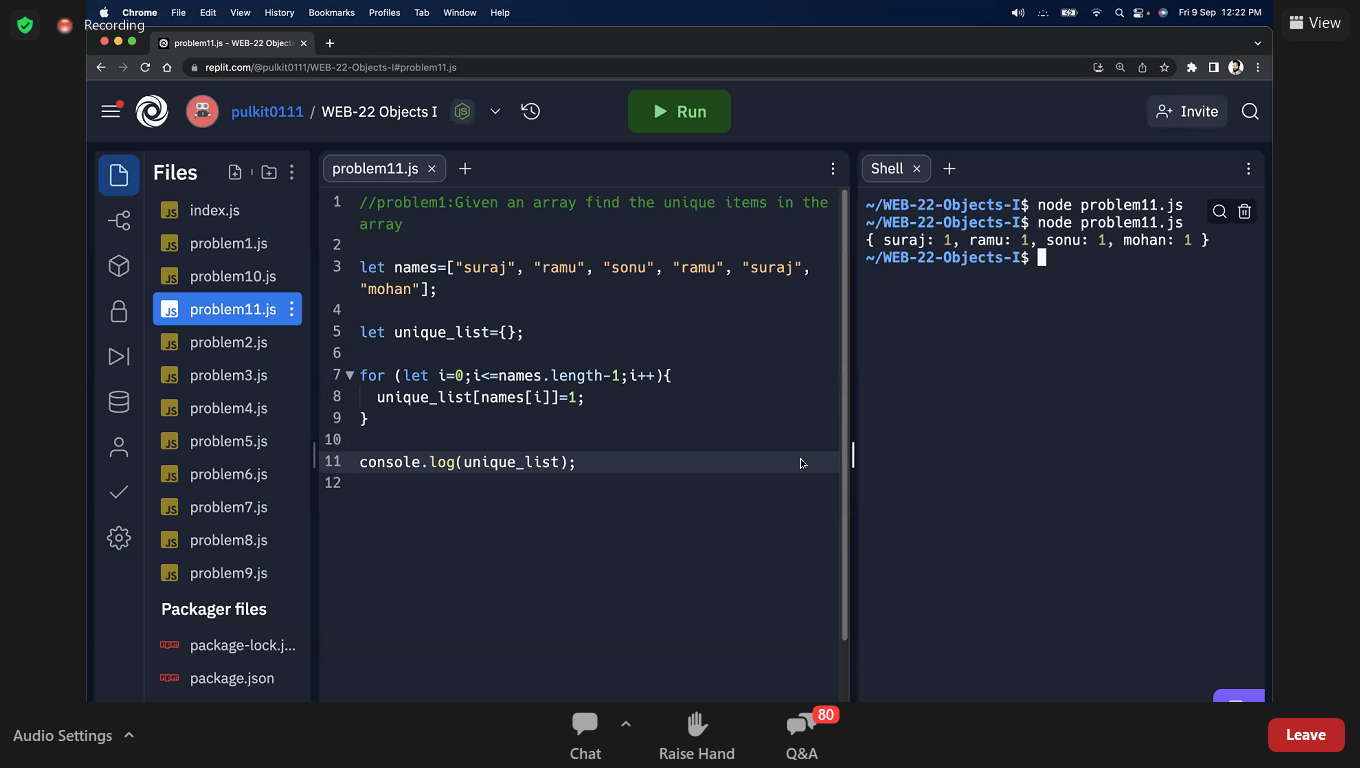 Chrome File Edit View History Bookmarks Profiles Tab Window Help Fri 9 Sep 12:22 PM
Recording
View
problem11.js - WEB-22 Objects
replit.com/@pulkit0111/WEB-22-Objects-I#problem11.js
pulkit0111 / WEB-22 Objects I
Run
Invite
Files
index.js
problem1.js
problem10.js
problem11.js
problem2.js
problem3.js
problem4.js
problem5.js
problem6.js
problem7.js
problem8.js
problem9.js
Packager files
package-lock.j...
package.json
problem11.js
1 //problem1:Given an array find the unique items in the
array
2
3 let names=["suraj", "ramu", "sonu", "ramu", "suraj",
"mohan"];
4
5 let unique_list={};
6
7 for (let i=0;i<=names.length-1;i++){
8 unique_list[names[i]]=1;
9 }
10
11 console.log(unique_list);
12
Shell
~/WEB-22-Objects-I$ node problem11.js
~/WEB-22-Objects-I$ node problem11.js
{ suraj: 1, ramu: 1, sonu: 1, mohan: 1 }
~/WEB-22-Objects-I$
Audio Settings
Chat
Raise Hand
80
Q&A
Leave